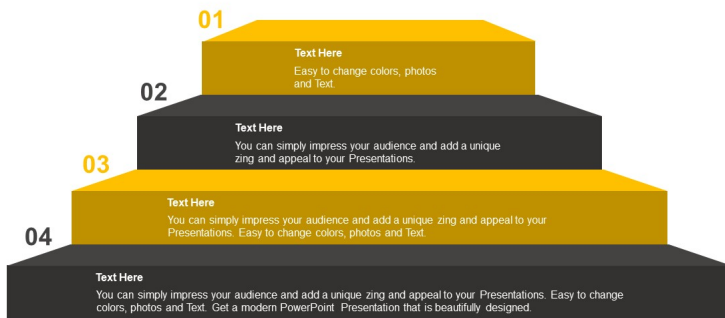 01
Text Here
Easy to change colors, photos
and Text.
02
Text Here
You can simply impress your audience and add a unique
zing and appeal to your Presentations.
03
Text Here
You can simply impress your audience and add a unique zing and appeal to your
Presentations. Easy to change colors, photos and Text.
04
Text Here
You can simply impress your audience and add a unique zing and appeal to your Presentations. Easy to change
colors, photos and Text. Get a modern PowerPoint Presentation that is beautifully designed.